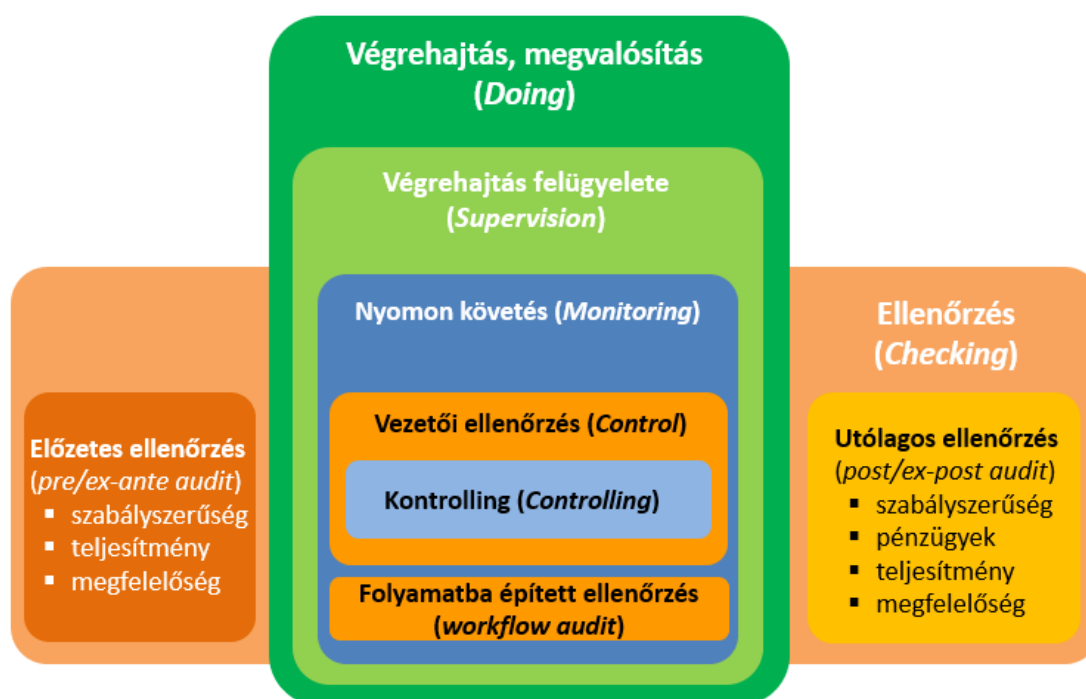 Végrehajtás, megvalósítás
(Doing)
Végrehajtás felügyelete
(Supervision)
Nyomon követés (Monitoring)
Vezetői ellenőrzés (Control)
Kontrolling (Controlling)
Folyamatba épített ellenőrzés
(workflow audit)
Előzetes ellenőrzés
(pre/ex-ante audit)
▪ szabályszerűség
▪ teljesítmény
▪ megfelelőség
Ellenőrzés
(Checking)
Utólagos ellenőrzés
(post/ex-post audit)
▪ szabályszerűség
▪ pénzügyek
▪ teljesítmény
▪ megfelelőség